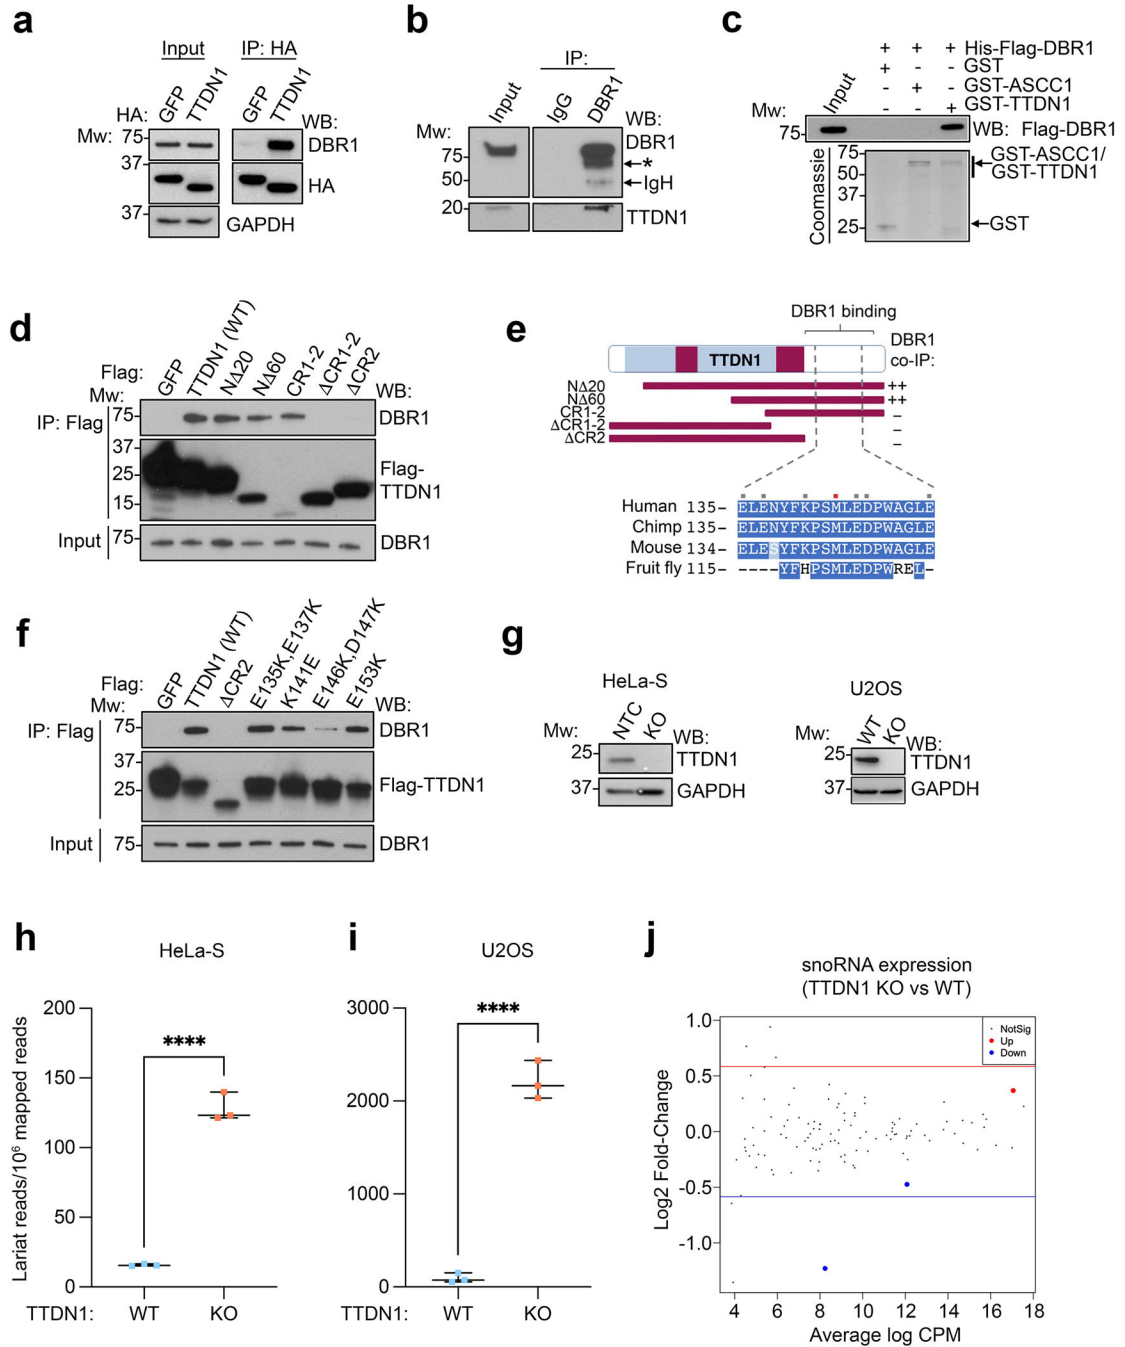 a
Input
IP: HA
HA:
GFP
TTDN1
GFP
TTDN1
WB:
Mw:
75-
DBR1
37-
HA
37-
GAPDH
b
IP:
Input
IgG
DBR1
WB:
Mw:
DBR1
75-
*
50-
IgH
20-
TTDN1
c
+ + + His-Flag-DBR1
+ - - GST
- + - GST-ASCC1
- - + GST-TTDN1
Input
Mw:
75-
WB: Flag-DBR1
Coomassie
75-
50-
37-
25-
GST-ASCC1/
GST-TTDN1
GST
d
Flag:
GFP
TTDN1 (WT)
NΔ20
NΔ60
CR1-2
ΔCR1-2
ΔCR2
Mw:
WB:
IP: Flag
75-
DBR1
37-
25-
15-
Flag-
TTDN1
Input
75-
DBR1
e
DBR1 binding
DBR1
co-IP:
TTDN1
NΔ20 ++
NΔ60 ++
CR1-2 –
ΔCR1-2 –
ΔCR2 –
Human 135– ELENYFKPSMLEDPWAGLE
Chimp 135– ELENYFKPSMLEDPWAGLE
Mouse 134– ELESYFKPSMLEDPWAGLE
Fruit fly 115– ----YFHPSMLEDPWREL-
f
Flag:
GFP
TTDN1 (WT)
ΔCR2
E135K,E137K
K141E
E146K,D147K
E153K
Mw:
WB:
IP: Flag
75-
DBR1
37-
25-
Flag-TTDN1
Input
75-
DBR1
g
HeLa-S
NTC
KO
Mw:
WB:
25-
TTDN1
37-
GAPDH
U2OS
WT
KO
Mw:
WB:
25-
TTDN1
37-
GAPDH
h
HeLa-S
Lariat reads/10⁶ mapped reads
200
150
100
50
0
****
TTDN1: WT KO
i
U2OS
3000
2000
1000
0
****
TTDN1: WT KO
j
snoRNA expression
(TTDN1 KO vs WT)
NotSig
Up
Down
Log2 Fold-Change
1.0
0.5
0.0
-0.5
-1.0
4 6 8 10 12 14 16 18
Average log CPM